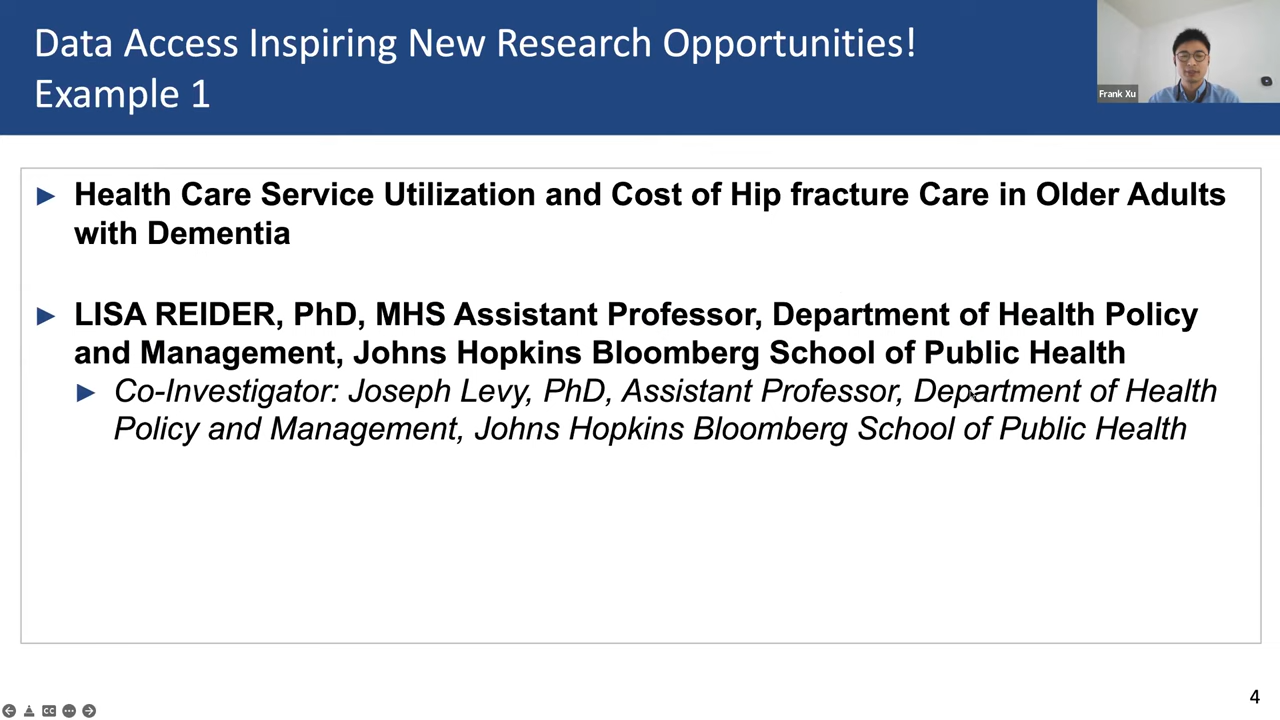 Data Access Inspiring New Research Opportunities!
Example 1
Frank Xu
Health Care Service Utilization and Cost of Hip fracture Care in Older Adults
with Dementia
LISA REIDER, PhD, MHS Assistant Professor, Department of Health Policy
and Management, Johns Hopkins Bloomberg School of Public Health
Co-Investigator: Joseph Levy, PhD, Assistant Professor, Department of Health
Policy and Management, Johns Hopkins Bloomberg School of Public Health
CC
4